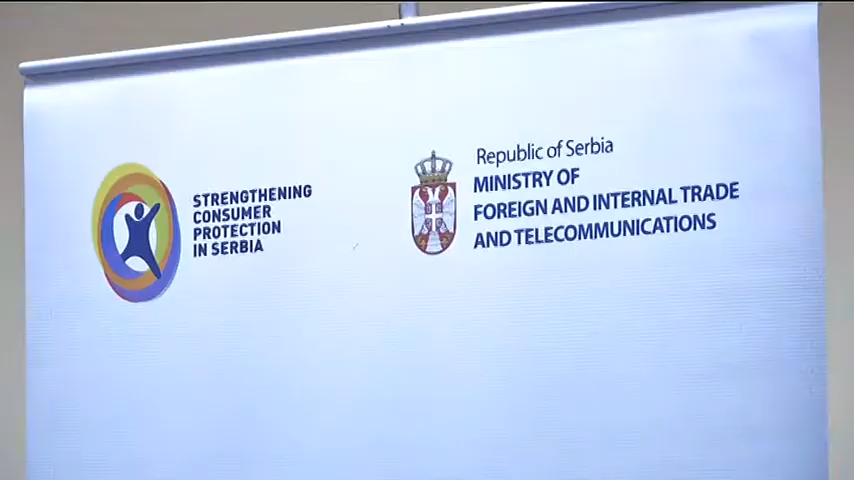 STRENGTHENING
CONSUMER
PROTECTION
IN SERBIA
Republic of Serbia
MINISTRY OF
FOREIGN AND INTERNAL TRADE
AND TELECOMMUNICATIONS